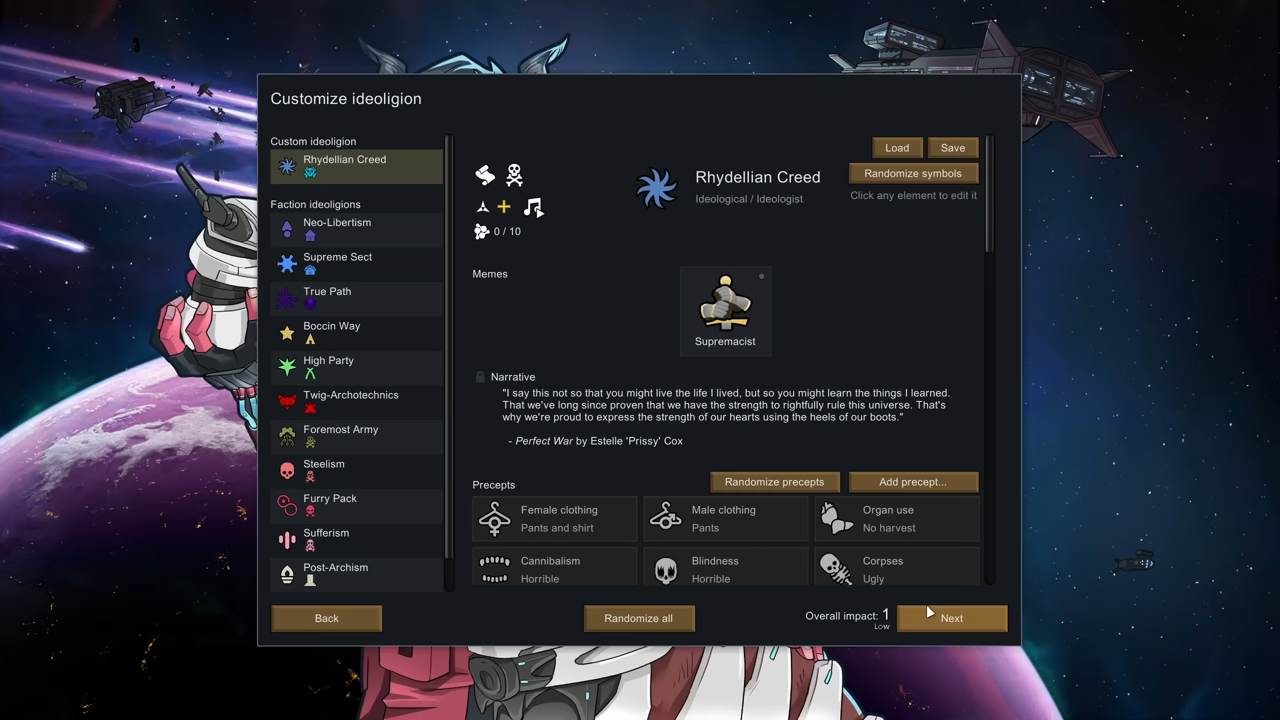 Customize ideoligion
Custom ideoligion
Rhydellian Creed
Faction ideoligions
Neo-Libertism
Supreme Sect
True Path
Boccin Way
High Party
Twig-Archotechnics
Foremost Army
Steelism
Furry Pack
Sufferism
Post-Archism
Load
Save
Randomize symbols
Click any element to edit it
Rhydellian Creed
Ideological / Ideologist
0 / 10
Memes
Supremacist
Narrative
"I say this not so that you might live the life I lived, but so you might learn the things I learned.
That we've long since proven that we have the strength to rightfully rule this universe. That's
why we're proud to express the strength of our hearts using the heels of our boots."
- Perfect War by Estelle 'Prissy' Cox
Precepts
Randomize precepts
Add precept...
Female clothing
Pants and shirt
Male clothing
Pants
Organ use
No harvest
Cannibalism
Horrible
Blindness
Horrible
Corpses
Ugly
Back
Randomize all
Overall impact: 1
Low
Next